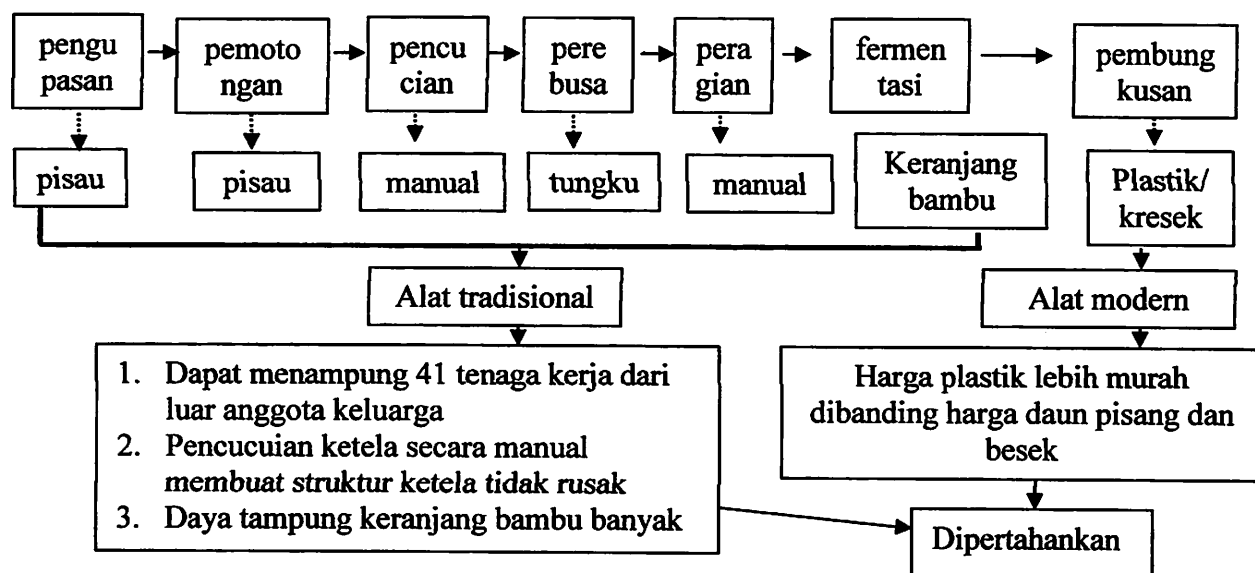 pengu
pasan
pemoto
ngan
pencu
cian
pere
busa
pera
gian
fermen
tasi
pembung
kusan
pisau
pisau
manual
tungku
manual
Keranjang
bambu
Plastik/
kresek
Alat tradisional
Alat modern
1. Dapat menampung 41 tenaga kerja dari
luar anggota keluarga
2. Pencucuian ketela secara manual
membuat struktur ketela tidak rusak
3. Daya tampung keranjang bambu banyak
Harga plastik lebih murah
dibanding harga daun pisang dan
besek
Dipertahankan